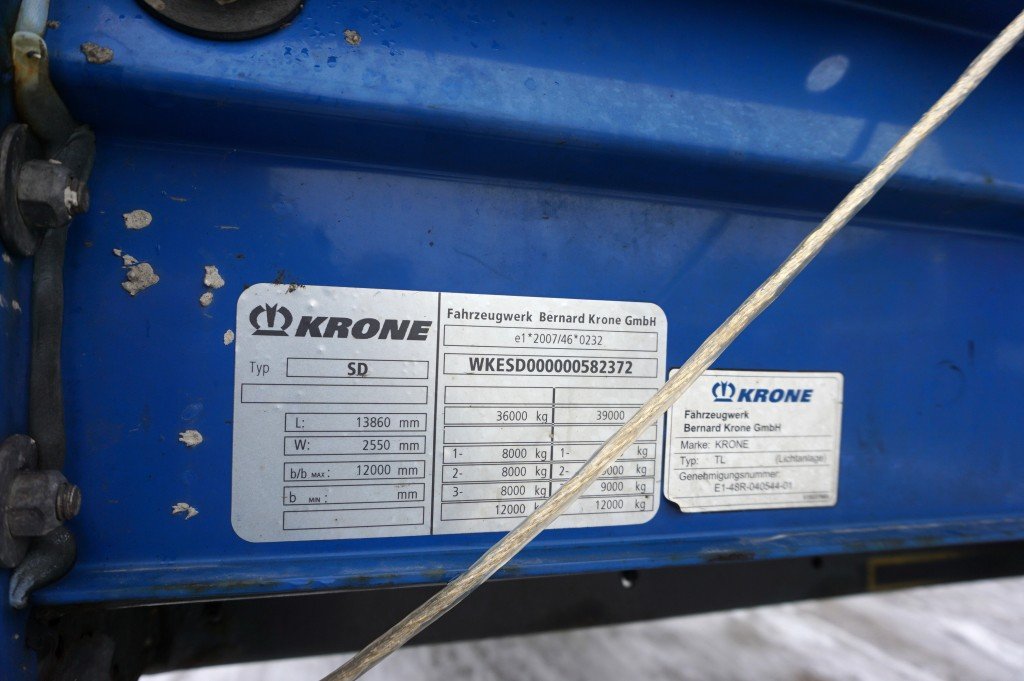 KRONE
Typ SD
L: 13860 mm
W: 2550 mm
b/b MAX: 12000 mm
b MIN: mm
Fahrzeugwerk Bernard Krone GmbH
e1*2007/46*0232
WKESD000000582372
36000 kg 39000
1- 8000 kg 1- kg
2- 8000 kg 2- kg
3- 8000 kg 9000 kg
12000 kg 12000 kg
KRONE
Fahrzeugwerk
Bernard Krone GmbH
Marke: KRONE
Typ: TL (Lichtanlage)
Genehmigungsnummer
E1-48R-040544-01